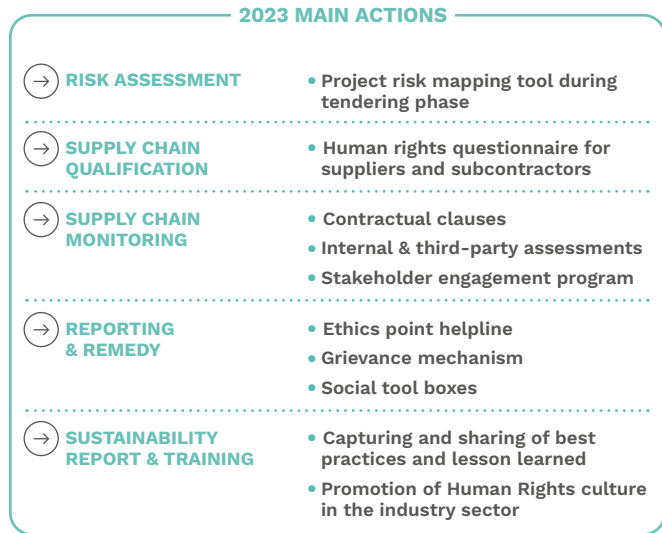 2023 MAIN ACTIONS
RISK ASSESSMENT
• Project risk mapping tool during
tendering phase
SUPPLY CHAIN
QUALIFICATION
• Human rights questionnaire for
suppliers and subcontractors
SUPPLY CHAIN
MONITORING
• Contractual clauses
• Internal & third-party assessments
• Stakeholder engagement program
REPORTING
& REMEDY
• Ethics point helpline
• Grievance mechanism
• Social tool boxes
SUSTAINABILITY
REPORT & TRAINING
• Capturing and sharing of best
practices and lesson learned
• Promotion of Human Rights culture
in the industry sector